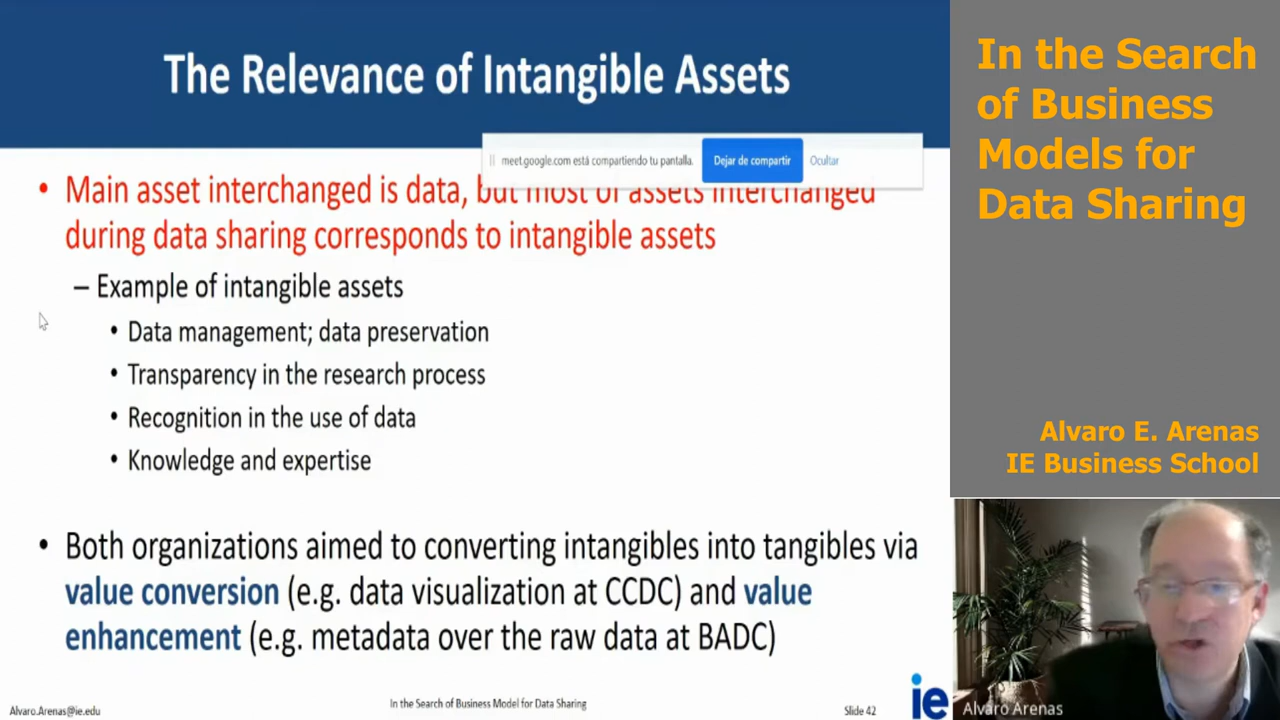 The Relevance of Intangible Assets
meet.google.com está compartiendo tu pantalla.
Dejar de compartir
Ocultar
• Main asset interchanged is data, but most of assets interchanged
during data sharing corresponds to intangible assets
– Example of intangible assets
• Data management; data preservation
• Transparency in the research process
• Recognition in the use of data
• Knowledge and expertise
• Both organizations aimed to converting intangibles into tangibles via
value conversion (e.g. data visualization at CCDC) and value
enhancement (e.g. metadata over the raw data at BADC)
Alvaro.Arenas@ie.edu
In the Search of Business Model for Data Sharing
Slide 42
ie
In the Search
of Business
Models for
Data Sharing
Alvaro E. Arenas
IE Business School
Alvaro Arenas